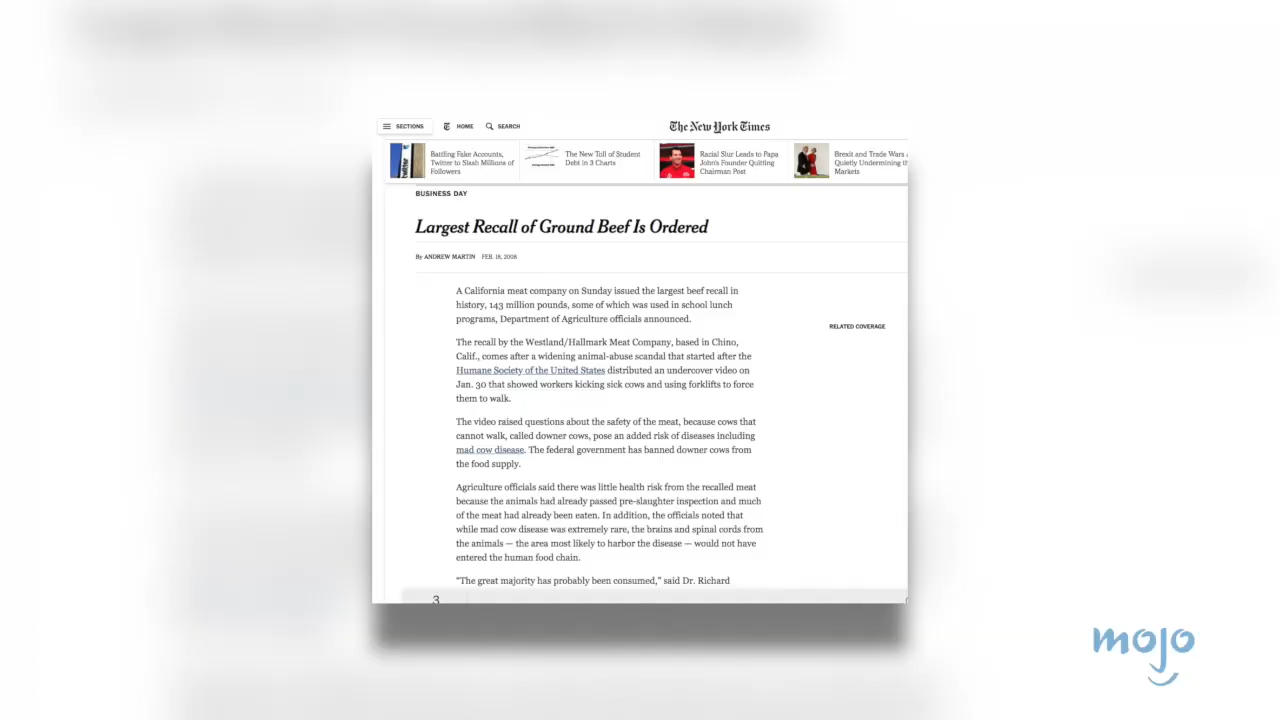 SECTIONS HOME SEARCH The New York Times
Battling Fake Accounts,
Twitter to Slash Millions of
Followers
The New Toll of Student
Debt in 3 Charts
Racial Slur Leads to Papa
John's Founder Quitting
Chairman Post
Brexit and Trade Wars
Quietly Undermining
Markets
BUSINESS DAY
Largest Recall of Ground Beef Is Ordered
By ANDREW MARTIN FEB. 18, 2008
A California meat company on Sunday issued the largest beef recall in
history, 143 million pounds, some of which was used in school lunch
programs, Department of Agriculture officials announced.
RELATED COVERAGE
The recall by the Westland/Hallmark Meat Company, based in Chino,
Calif., comes after a widening animal-abuse scandal that started after the
Humane Society of the United States distributed an undercover video on
Jan. 30 that showed workers kicking sick cows and using forklifts to force
them to walk.
The video raised questions about the safety of the meat, because cows that
cannot walk, called downer cows, pose an added risk of diseases including
mad cow disease. The federal government has banned downer cows from
the food supply.
Agriculture officials said there was little health risk from the recalled meat
because the animals had already passed pre-slaughter inspection and much
of the meat had already been eaten. In addition, the officials noted that
while mad cow disease was extremely rare, the brains and spinal cords from
the animals — the area most likely to harbor the disease — would not have
entered the human food chain.
"The great majority has probably been consumed," said Dr. Richard
3
mojo